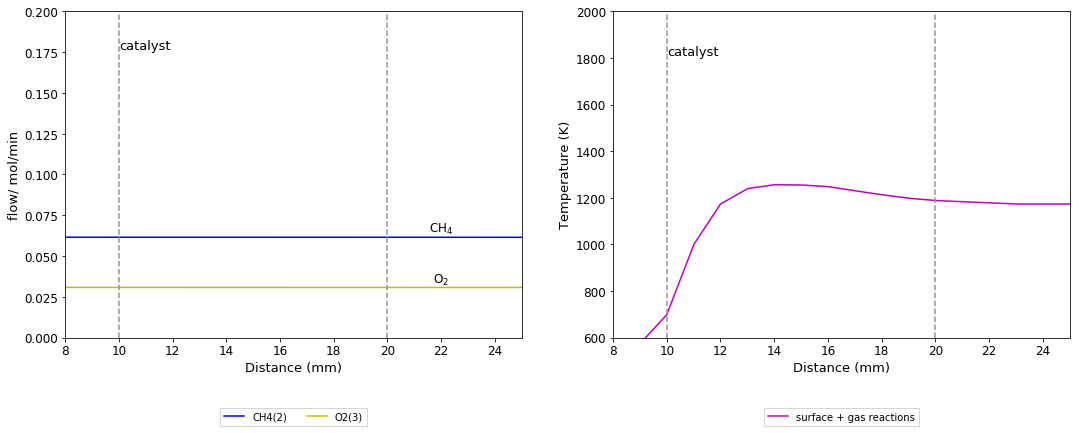 0.200
0.175
0.150
0.125
0.100
0.075
0.050
0.025
0.000
flow/ mol/min
catalyst
CH4
O2
8 10 12 14 16 18 20 22 24
Distance (mm)
CH4(2) O2(3)
2000
1800
1600
1400
1200
1000
800
600
Temperature (K)
catalyst
8 10 12 14 16 18 20 22 24
Distance (mm)
surface + gas reactions